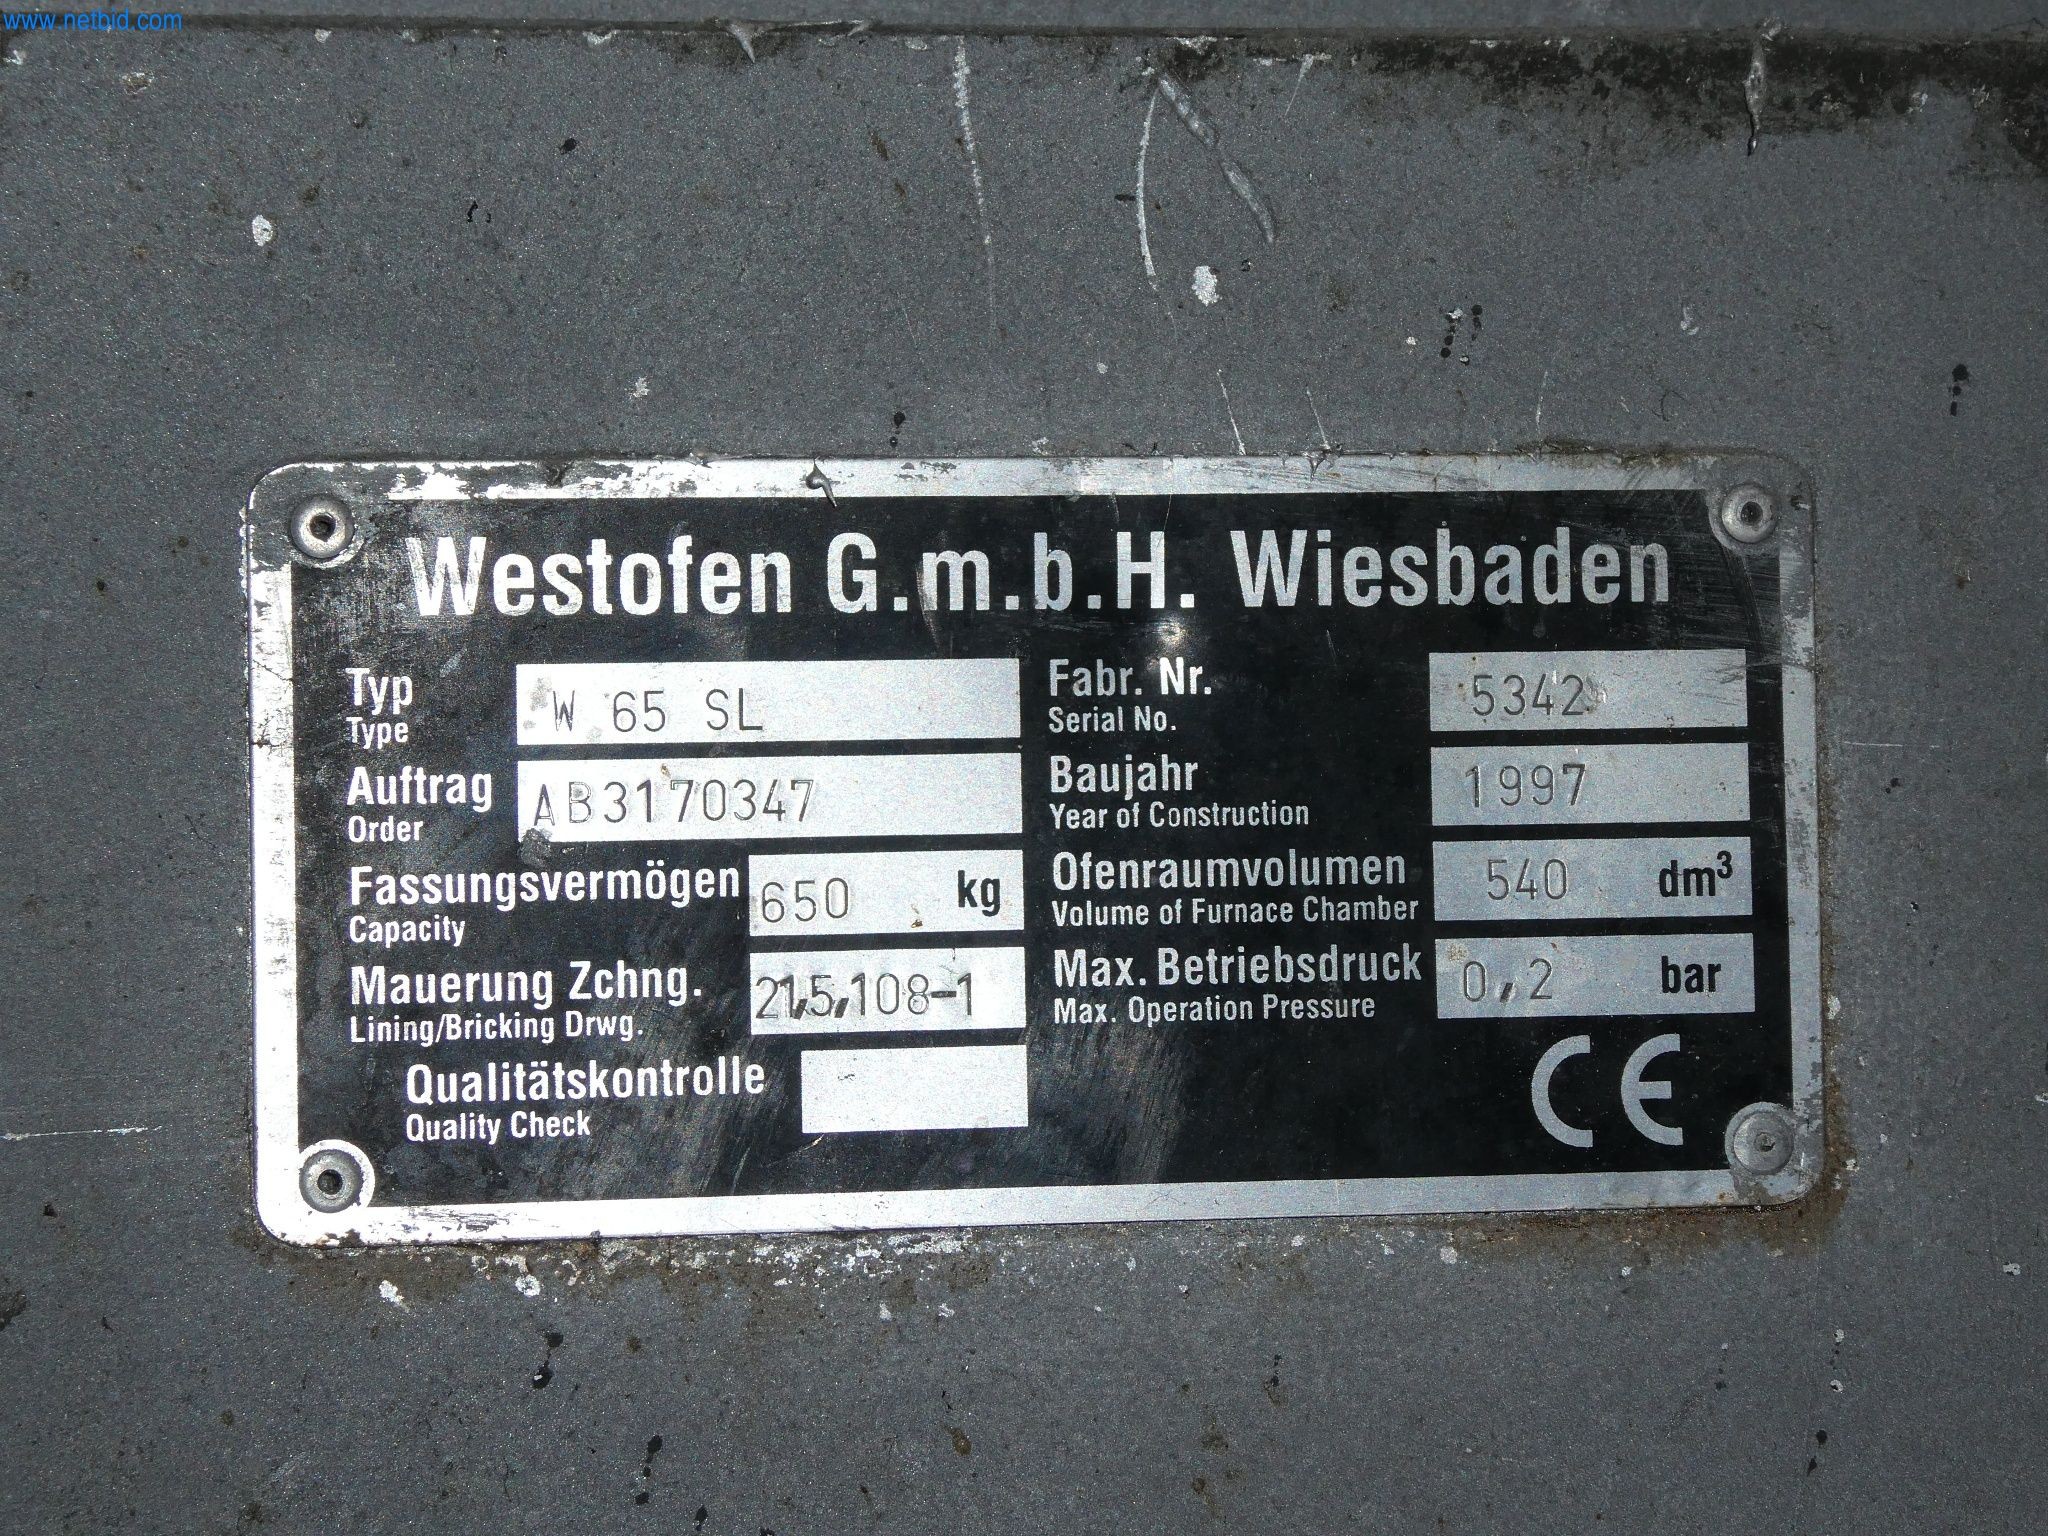 www.netbid.com
Westofen G.m.b.H. Wiesbaden
Typ W 65 SL
Type
Auftrag AB3170347
Order
Fassungsvermögen 650 kg
Capacity
Mauerung Zchng. 21,5,108-1
Lining/Bricking Drwg.
Qualitätskontrolle
Quality Check
Fabr. Nr. 5342
Serial No.
Baujahr 1997
Year of Construction
Ofenraumvolumen 540 dm³
Volume of Furnace Chamber
Max. Betriebsdruck 0,2 bar
Max. Operation Pressure
CE